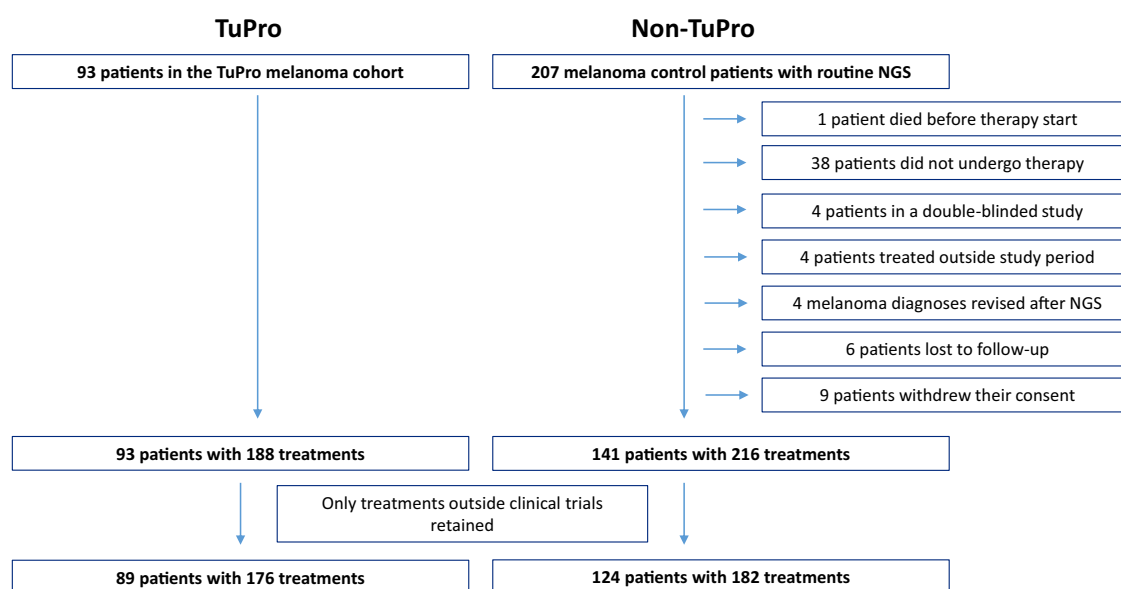 TuPro
Non-TuPro
93 patients in the TuPro melanoma cohort
207 melanoma control patients with routine NGS
1 patient died before therapy start
38 patients did not undergo therapy
4 patients in a double-blinded study
4 patients treated outside study period
4 melanoma diagnoses revised after NGS
6 patients lost to follow-up
9 patients withdrew their consent
93 patients with 188 treatments
141 patients with 216 treatments
Only treatments outside clinical trials
retained
89 patients with 176 treatments
124 patients with 182 treatments